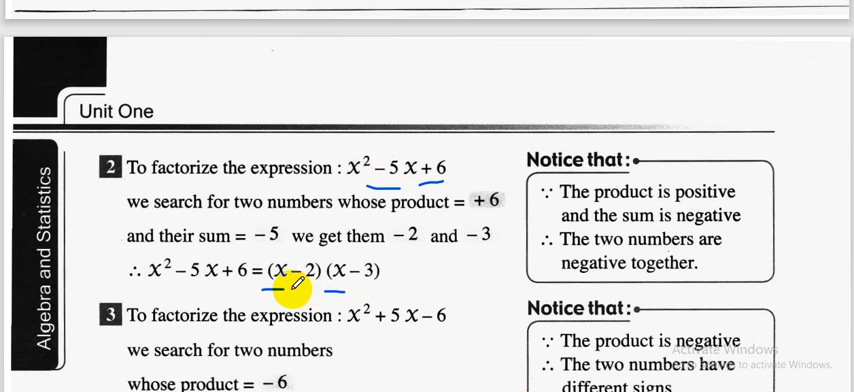 Unit One
Algebra and Statistics
2 To factorize the expression : x² − 5 x + 6
we search for two numbers whose product = + 6
and their sum = − 5 we get them − 2 and − 3
∴ x² − 5 x + 6 = (x − 2) (x − 3)
Notice that :
∵ The product is positive
and the sum is negative
∴ The two numbers are
negative together.
3 To factorize the expression : x² + 5 x − 6
we search for two numbers
whose product = − 6
Notice that :
∵ The product is negative
∴ The two numbers have
different signs
Activate Windows
to activate Windows.